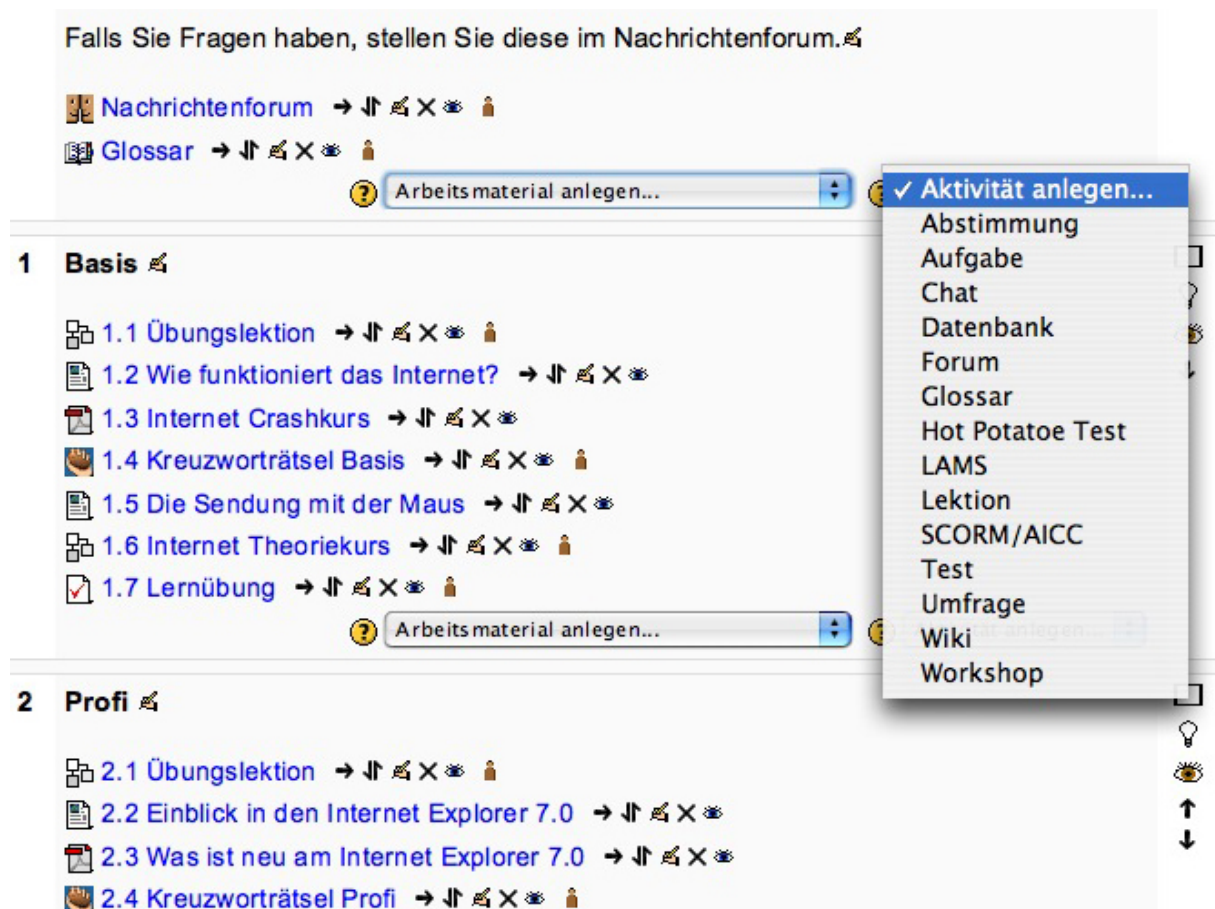 Falls Sie Fragen haben, stellen Sie diese im Nachrichtenforum.
Nachrichtenforum
Glossar
Arbeitsmaterial anlegen...
Aktivität anlegen...
Abstimmung
Aufgabe
Chat
Datenbank
Forum
Glossar
Hot Potatoe Test
LAMS
Lektion
SCORM/AICC
Test
Umfrage
Wiki
Workshop
1 Basis
1.1 Übungslektion
1.2 Wie funktioniert das Internet?
1.3 Internet Crashkurs
1.4 Kreuzworträtsel Basis
1.5 Die Sendung mit der Maus
1.6 Internet Theoriekurs
1.7 Lernübung
Arbeitsmaterial anlegen...
2 Profi
2.1 Übungslektion
2.2 Einblick in den Internet Explorer 7.0
2.3 Was ist neu am Internet Explorer 7.0
2.4 Kreuzworträtsel Profi